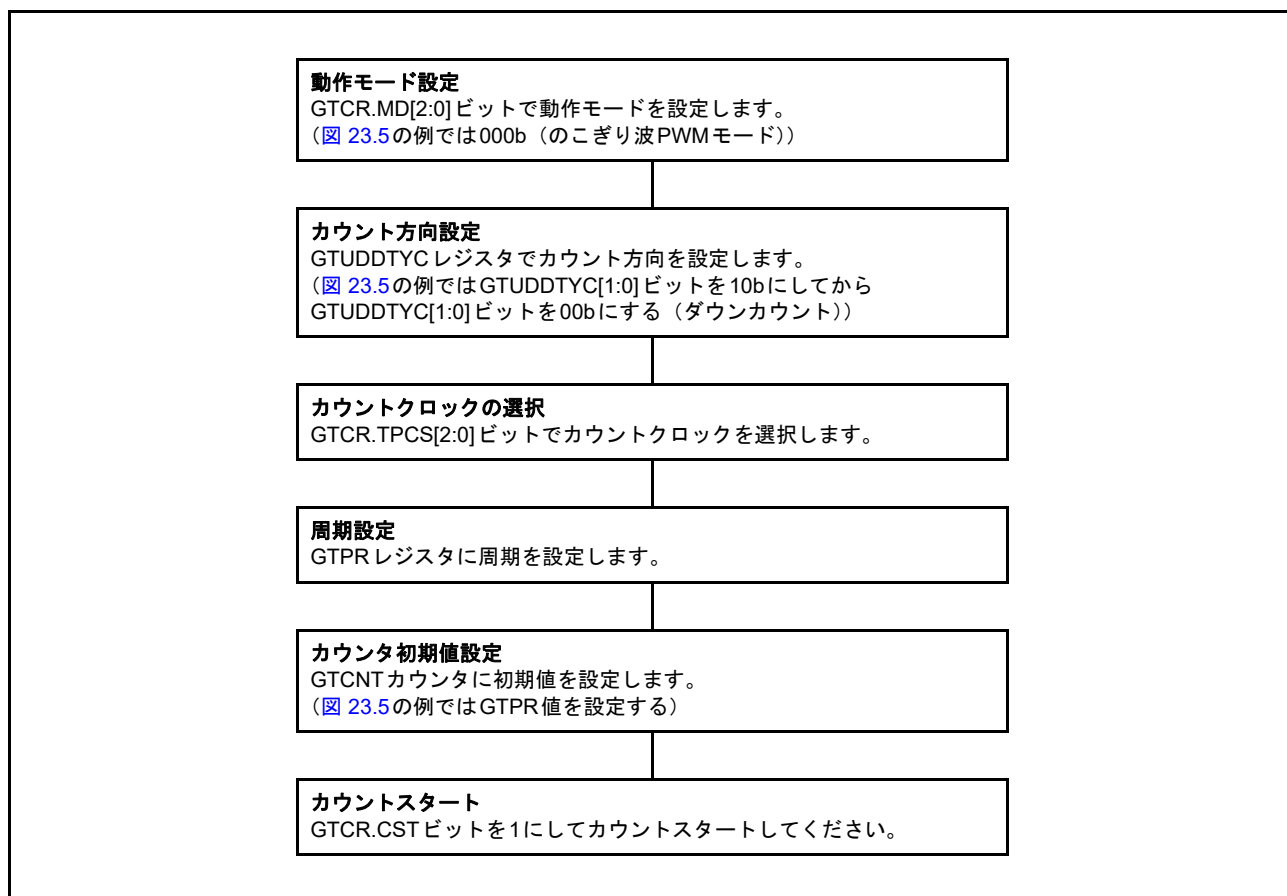 動作モード設定
GTCR.MD[2:0]ビットで動作モードを設定します。
（図 23.5の例では000b（のこぎり波PWMモード））
カウント方向設定
GTUDDTYCレジスタでカウント方向を設定します。
（図 23.5の例ではGTUDDTYC[1:0]ビットを10bにしてから
GTUDDTYC[1:0]ビットを00bにする（ダウンカウント））
カウントクロックの選択
GTCR.TPCS[2:0]ビットでカウントクロックを選択します。
周期設定
GTPRレジスタに周期を設定します。
カウンタ初期値設定
GTCNTカウンタに初期値を設定します。
（図 23.5の例ではGTPR値を設定する）
カウントスタート
GTCR.CSTビットを1にしてカウントスタートしてください。